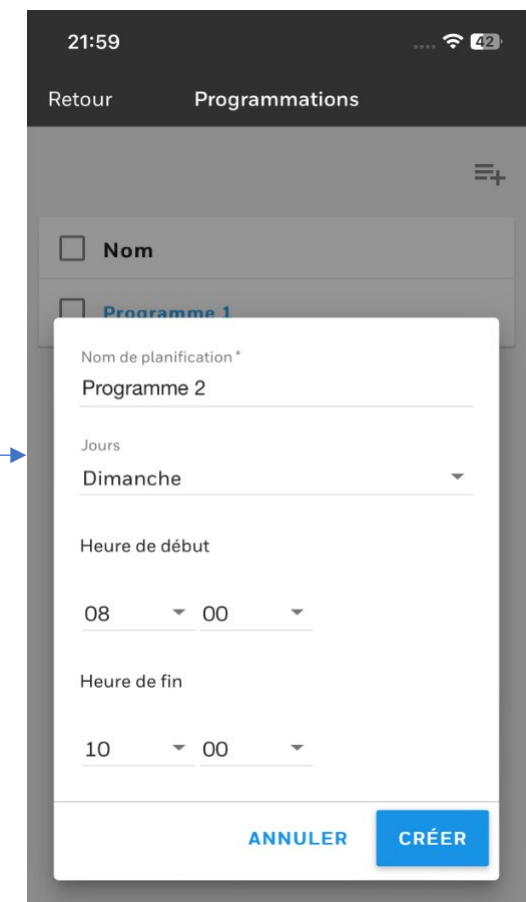 21:59 42
Retour Programmations
Nom
Programme 1
Nom de planification*
Programme 2
Jours
Dimanche
Heure de début
08 00
Heure de fin
10 00
ANNULER CRÉER